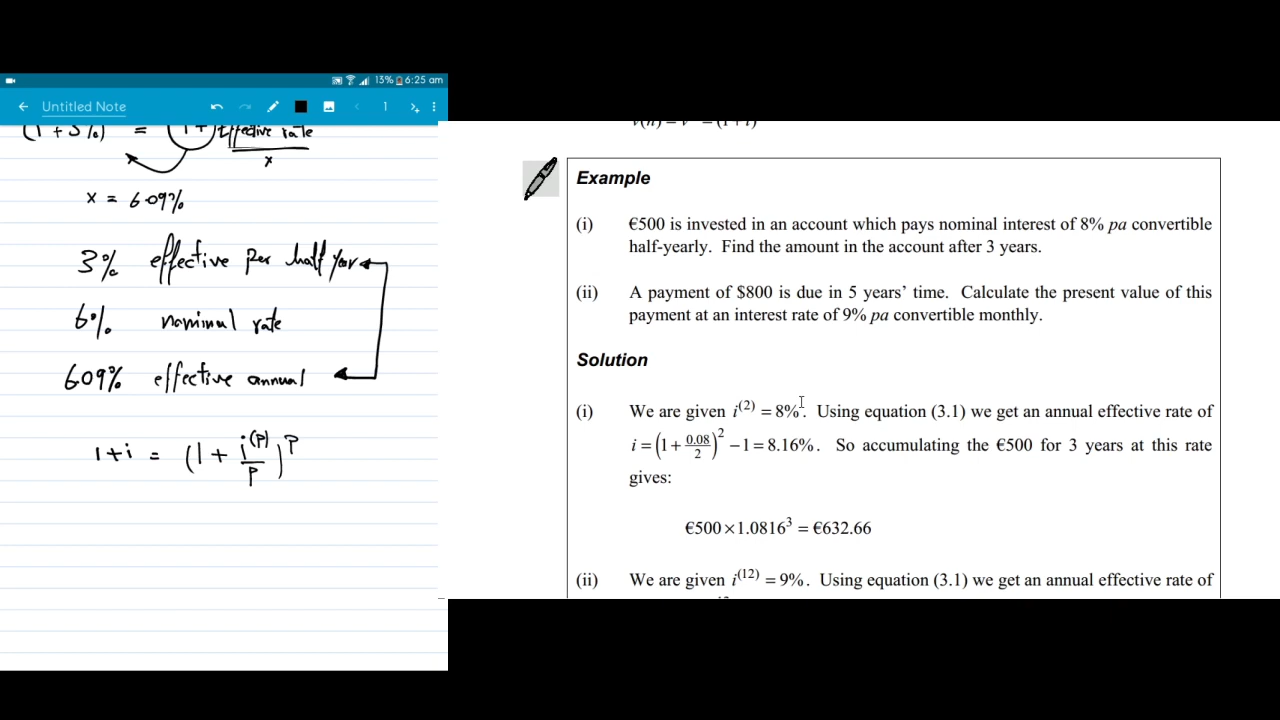 13% 6:25 am
Untitled Note
1
(1 + 3%) = (1+) Effective rate
x
x = 6.09%
3% effective per half year
6% nominal rate
6.09% effective annual
1+i = (1 + i^(p)/p)^p
Example
(i) €500 is invested in an account which pays nominal interest of 8% pa convertible
half-yearly. Find the amount in the account after 3 years.
(ii) A payment of $800 is due in 5 years’ time. Calculate the present value of this
payment at an interest rate of 9% pa convertible monthly.
Solution
(i) We are given i^(2) = 8%. Using equation (3.1) we get an annual effective rate of
i = (1 + 0.08/2)^2 − 1 = 8.16%. So accumulating the €500 for 3 years at this rate
gives:
€500 × 1.0816^3 = €632.66
(ii) We are given i^(12) = 9%. Using equation (3.1) we get an annual effective rate of